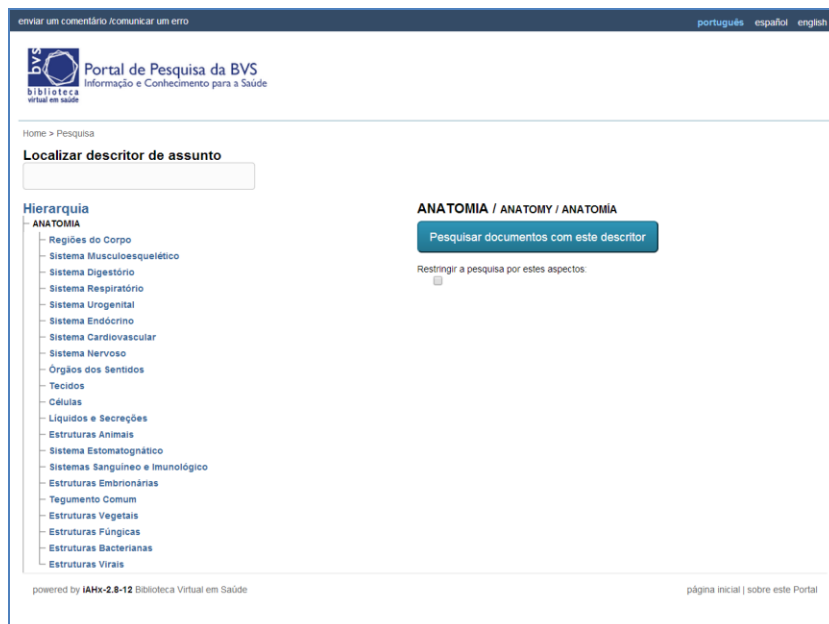 enviar um comentário /comunicar um erro
português español english
bvs
biblioteca
virtual em saúde
Portal de Pesquisa da BVS
Informação e Conhecimento para a Saúde
Home > Pesquisa
Localizar descritor de assunto
Hierarquia
ANATOMIA
Regiões do Corpo
Sistema Musculoesquelético
Sistema Digestório
Sistema Respiratório
Sistema Urogenital
Sistema Endócrino
Sistema Cardiovascular
Sistema Nervoso
Órgãos dos Sentidos
Tecidos
Células
Líquidos e Secreções
Estruturas Animais
Sistema Estomatognático
Sistemas Sanguíneo e Imunológico
Estruturas Embrionárias
Tegumento Comum
Estruturas Vegetais
Estruturas Fúngicas
Estruturas Bacterianas
Estruturas Virais
ANATOMIA / ANATOMY / ANATOMÍA
Pesquisar documentos com este descritor
Restringir a pesquisa por estes aspectos:
powered by iAHx-2.8-12 Biblioteca Virtual em Saúde
página inicial | sobre este Portal